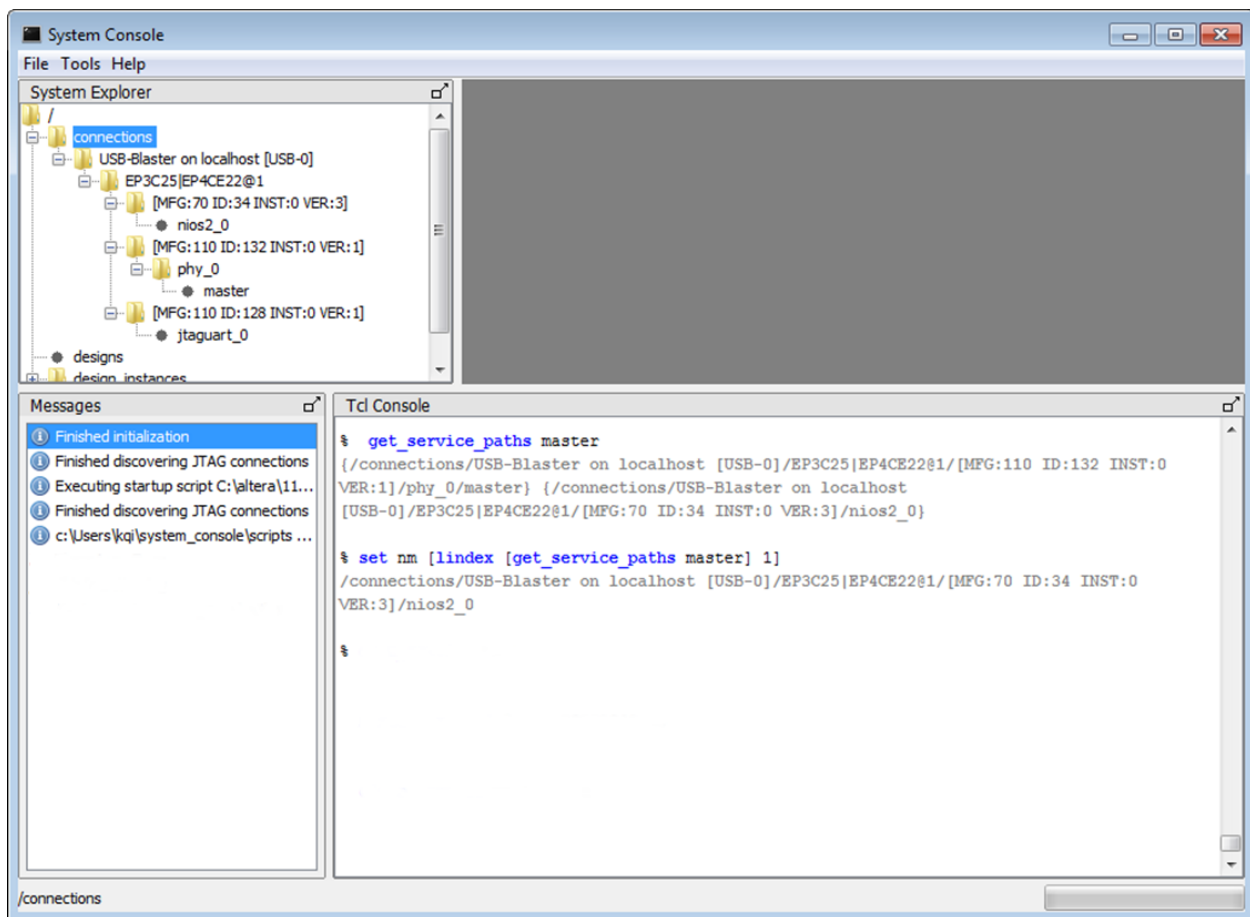 System Console
File Tools Help
System Explorer
/
connections
USB-Blaster on localhost [USB-0]
EP3C25|EP4CE22@1
[MFG:70 ID:34 INST:0 VER:3]
nios2_0
[MFG:110 ID:132 INST:0 VER:1]
phy_0
master
[MFG:110 ID:128 INST:0 VER:1]
jtaguart_0
designs
design_instances
Messages
Finished initialization
Finished discovering JTAG connections
Executing startup script C:\altera\11...
Finished discovering JTAG connections
c:\Users\kqi\system_console\scripts ...
Tcl Console
% get_service_paths master
{/connections/USB-Blaster on localhost [USB-0]/EP3C25|EP4CE22@1/[MFG:110 ID:132 INST:0
VER:1]/phy_0/master} {/connections/USB-Blaster on localhost
[USB-0]/EP3C25|EP4CE22@1/[MFG:70 ID:34 INST:0 VER:3]/nios2_0}
% set nm [lindex [get_service_paths master] 1]
/connections/USB-Blaster on localhost [USB-0]/EP3C25|EP4CE22@1/[MFG:70 ID:34 INST:0
VER:3]/nios2_0
%
/connections